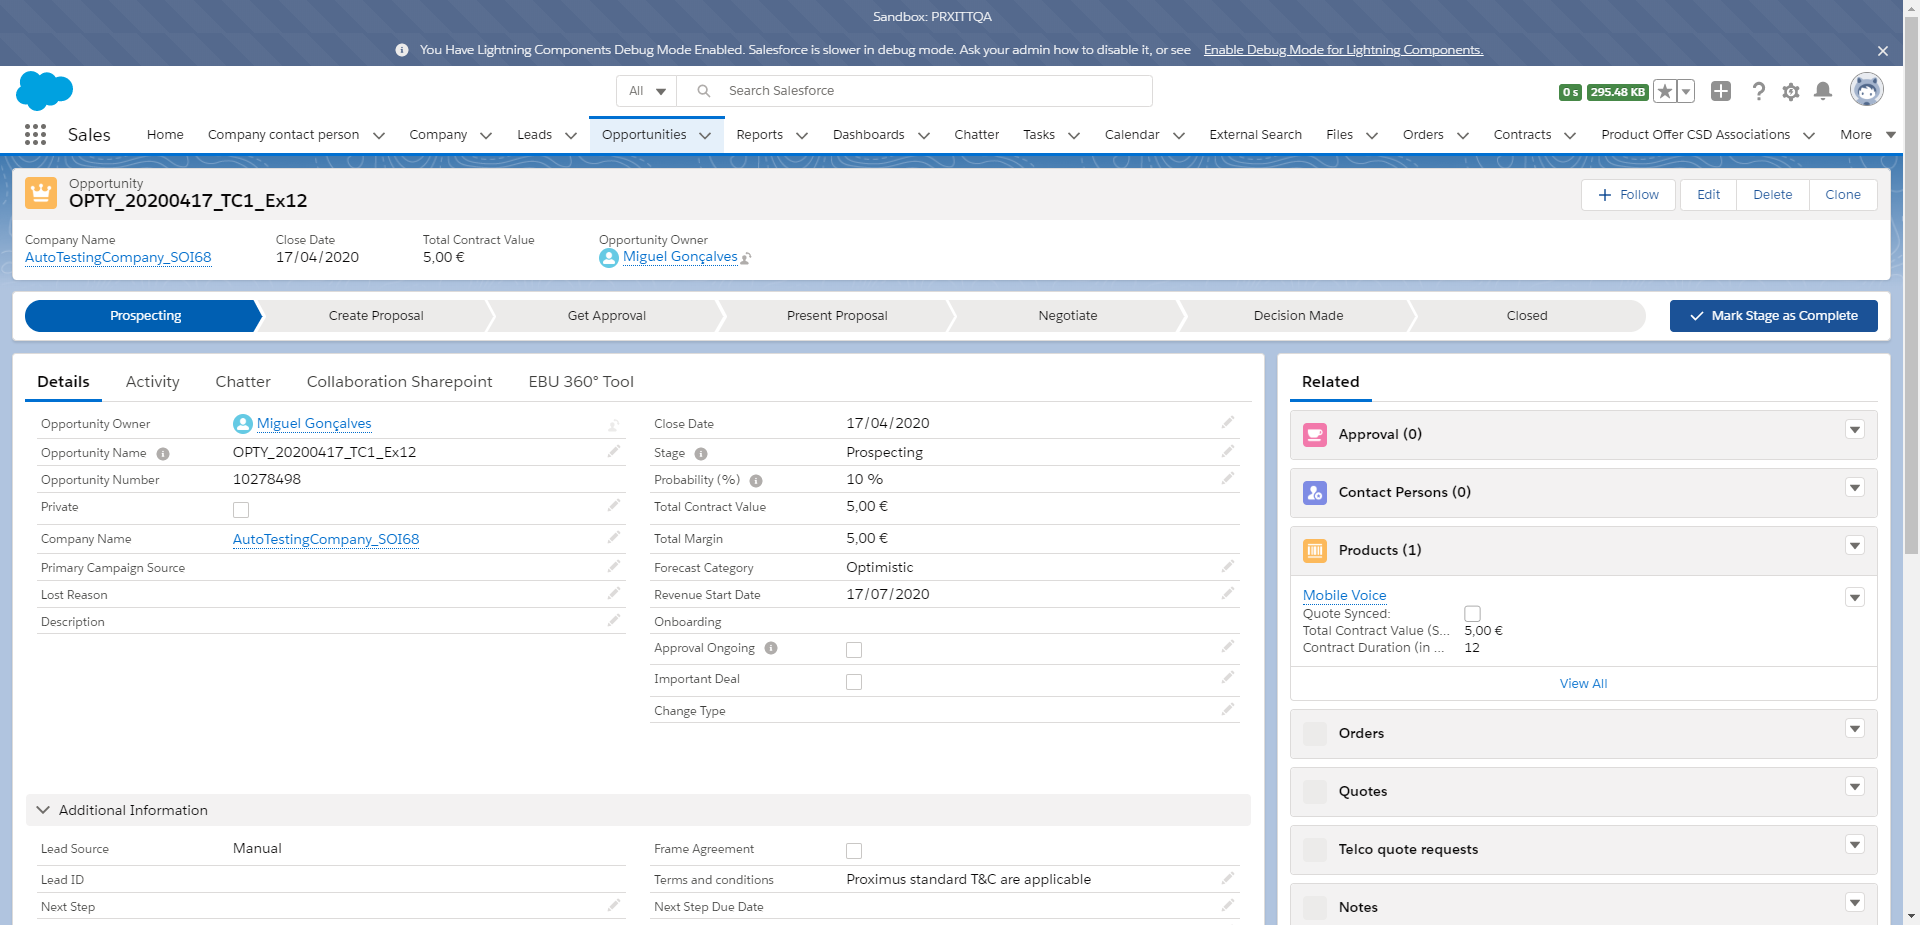 Sandbox: PRXITTQA
You Have Lightning Components Debug Mode Enabled. Salesforce is slower in debug mode. Ask your admin how to disable it, or see Enable Debug Mode for Lightning Components.
All Search Salesforce 0 s 295.48 KB
Sales Home Company contact person Company Leads Opportunities Reports Dashboards Chatter Tasks Calendar External Search Files Orders Contracts Product Offer CSD Associations More
Opportunity
OPTY_20200417_TC1_Ex12
Follow Edit Delete Clone
Company Name Close Date Total Contract Value Opportunity Owner
AutoTestingCompany_SOI68 17/04/2020 5,00 € Miguel Gonçalves
Prospecting Create Proposal Get Approval Present Proposal Negotiate Decision Made Closed Mark Stage as Complete
Details Activity Chatter Collaboration Sharepoint EBU 360° Tool
Opportunity Owner Miguel Gonçalves
Opportunity Name OPTY_20200417_TC1_Ex12
Opportunity Number 10278498
Private
Company Name AutoTestingCompany_SOI68
Primary Campaign Source
Lost Reason
Description
Close Date 17/04/2020
Stage Prospecting
Probability (%) 10 %
Total Contract Value 5,00 €
Total Margin 5,00 €
Forecast Category Optimistic
Revenue Start Date 17/07/2020
Onboarding
Approval Ongoing
Important Deal
Change Type
Additional Information
Lead Source Manual
Lead ID
Next Step
Frame Agreement
Terms and conditions Proximus standard T&C are applicable
Next Step Due Date
Related
Approval (0)
Contact Persons (0)
Products (1)
Mobile Voice
Quote Synced:
Total Contract Value (S... 5,00 €
Contract Duration (in ... 12
View All
Orders
Quotes
Telco quote requests
Notes